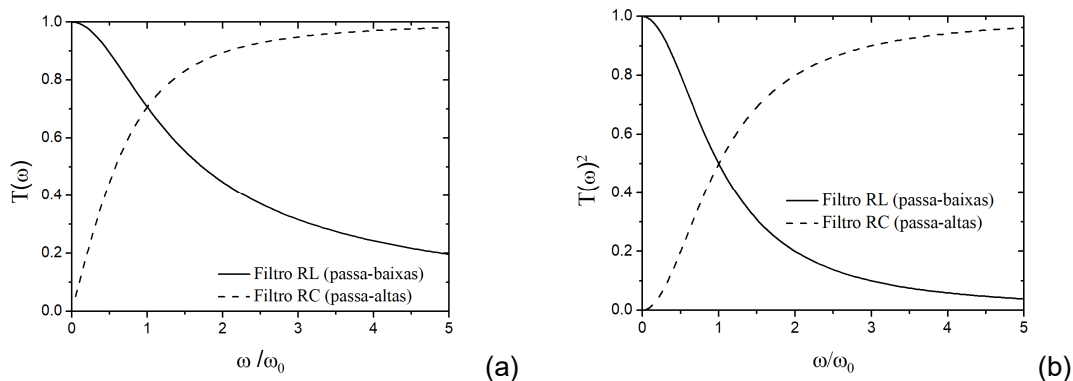 1.0
0.8
0.6
0.4
0.2
0.0
T(ω)
Filtro RL (passa-baixas)
Filtro RC (passa-altas)
0 1 2 3 4 5
ω/ω0
(a)
1.0
0.8
0.6
0.4
0.2
0.0
T(ω)²
Filtro RL (passa-baixas)
Filtro RC (passa-altas)
0 1 2 3 4 5
ω/ω0
(b)